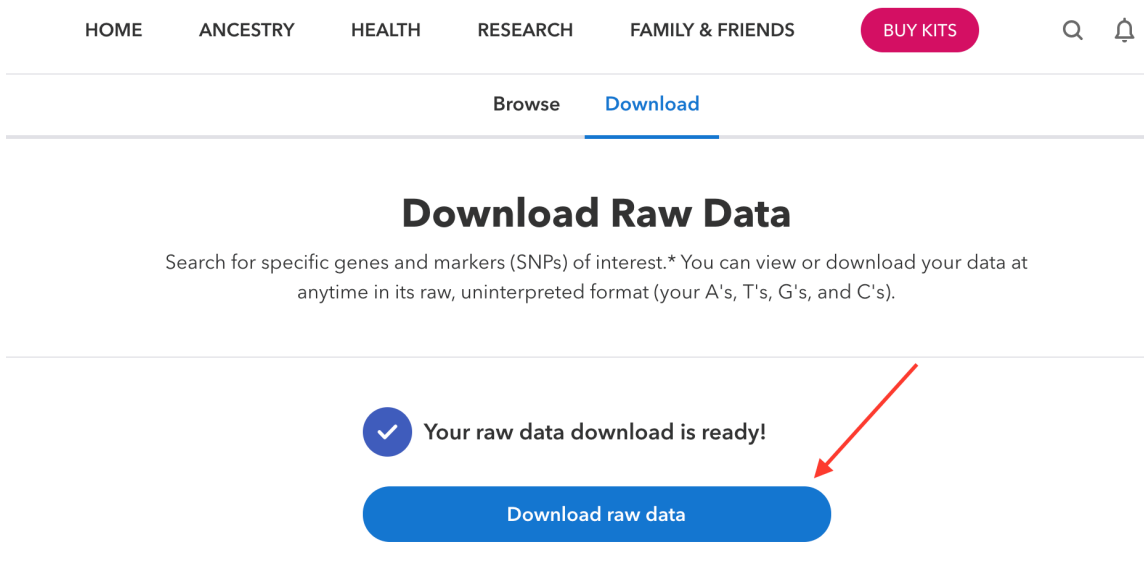 HOME ANCESTRY HEALTH RESEARCH FAMILY & FRIENDS BUY KITS
Browse Download
Download Raw Data
Search for specific genes and markers (SNPs) of interest.* You can view or download your data at
anytime in its raw, uninterpreted format (your A's, T's, G's, and C's).
Your raw data download is ready!
Download raw data